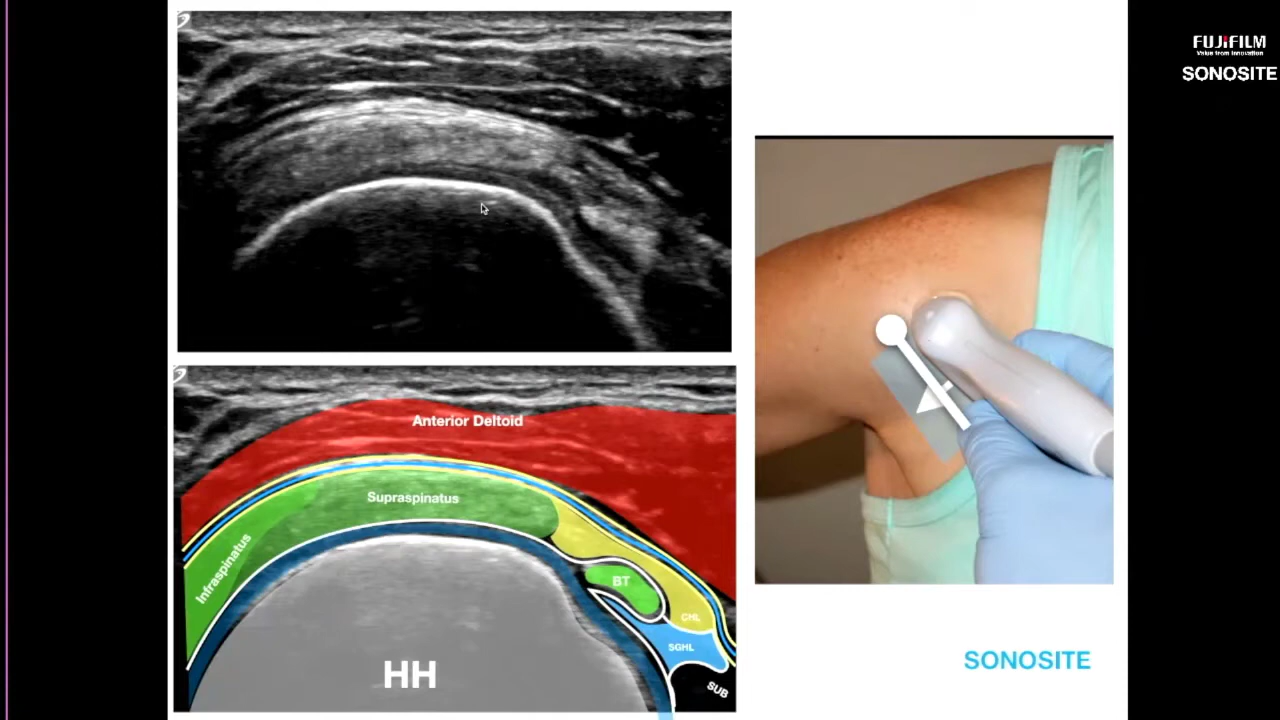 FUJIFILM
Value from Innovation
SONOSITE
Anterior Deltoid
Supraspinatus
Infraspinatus
BT
CHL
SGHL
SUB
HH
SONOSITE